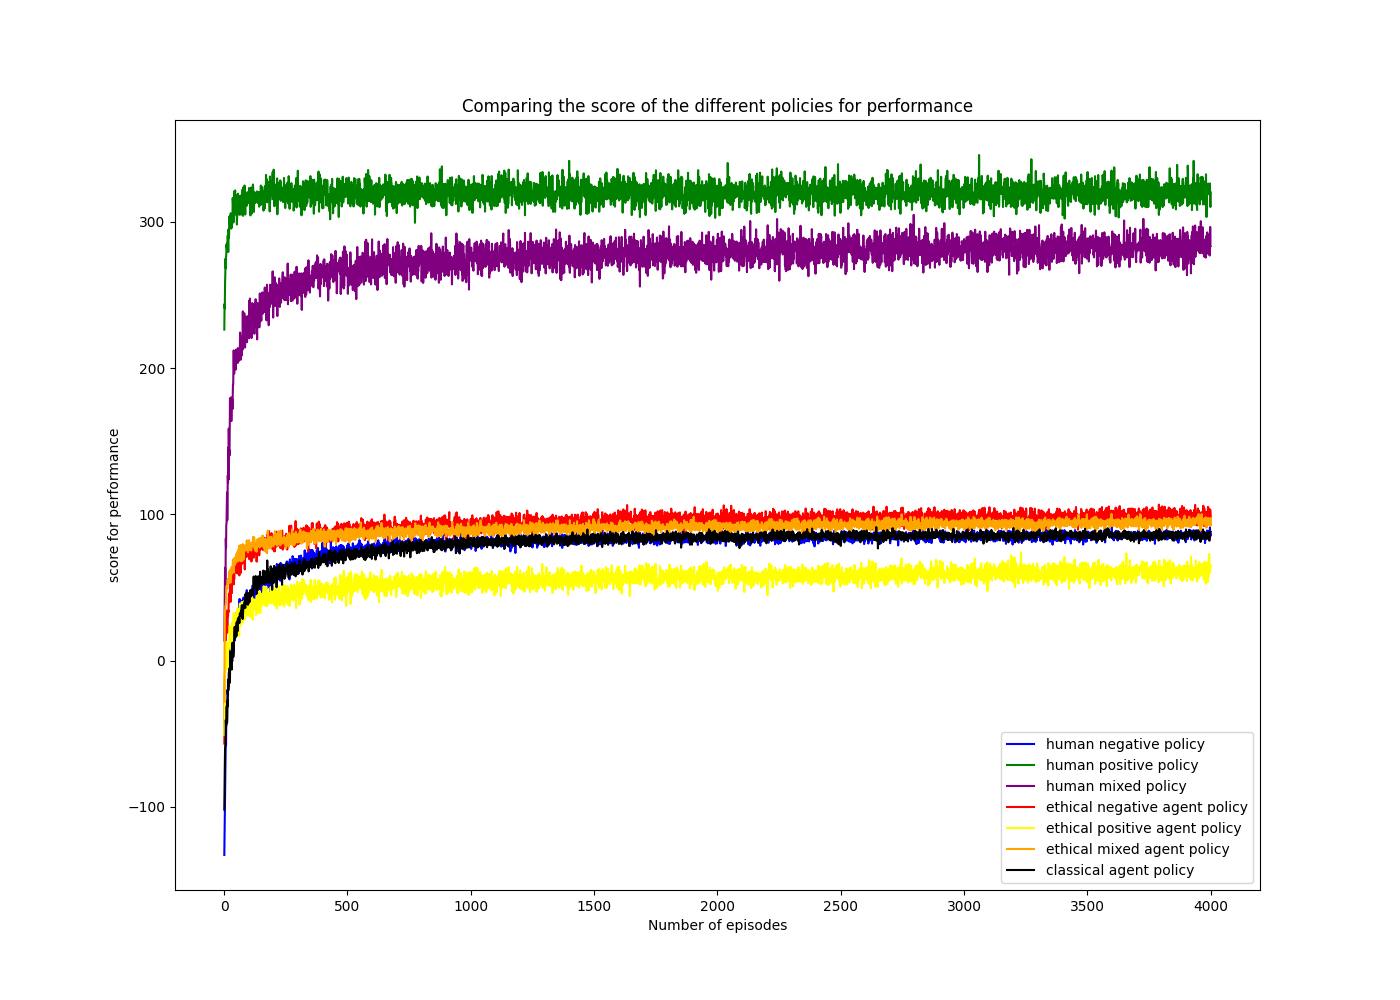 Comparing the score of the different policies for performance
score for performance
300
200
100
0
−100
0 500 1000 1500 2000 2500 3000 3500 4000
Number of episodes
human negative policy
human positive policy
human mixed policy
ethical negative agent policy
ethical positive agent policy
ethical mixed agent policy
classical agent policy